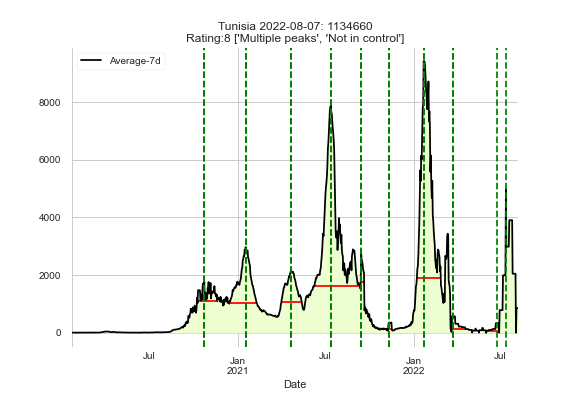 Tunisia 2022-08-07: 1134660
Rating:8 ['Multiple peaks', 'Not in control']
Average-7d
8000
6000
4000
2000
0
Jul
Jan
2021
Jul
Jan
2022
Jul
Date